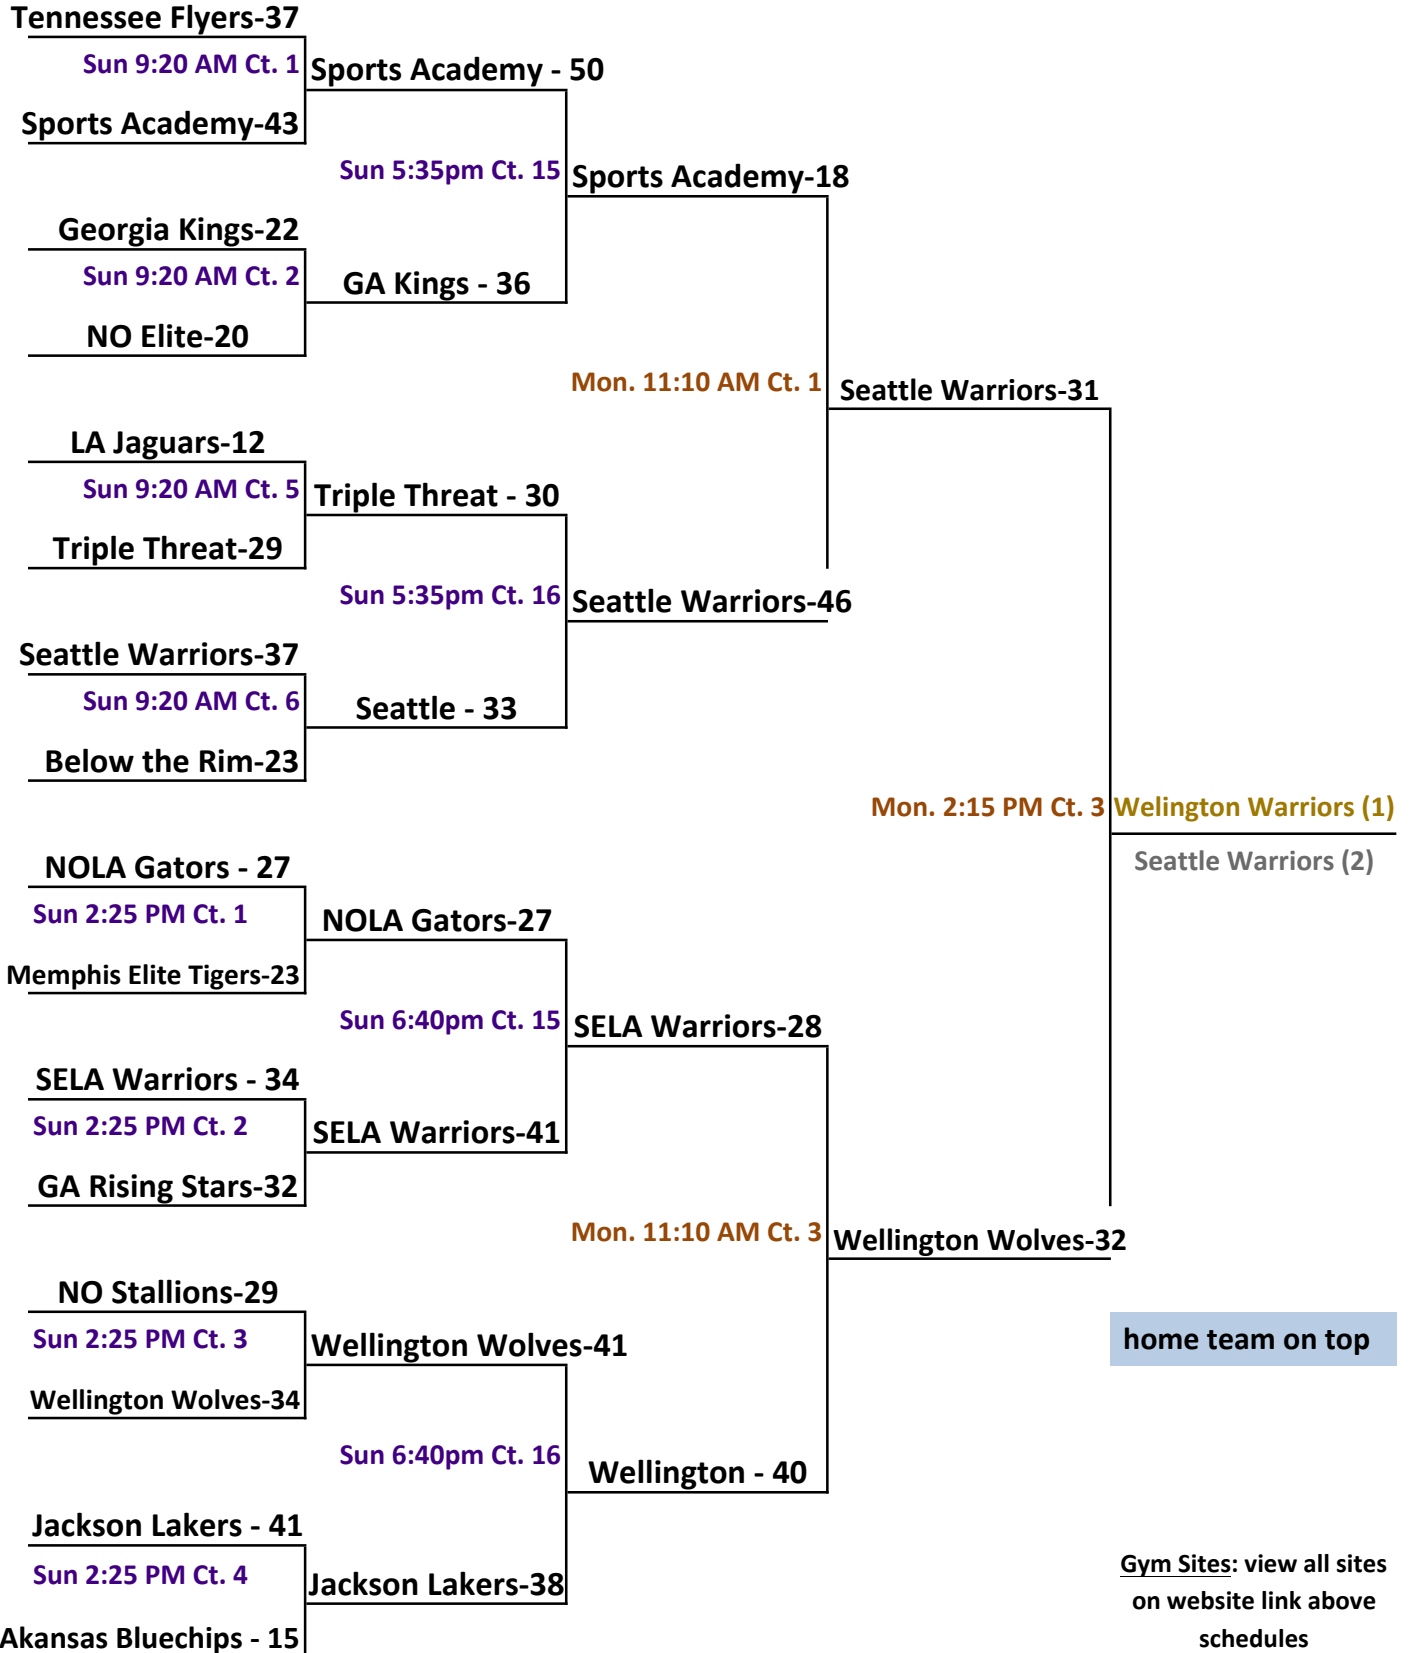 Tennessee Flyers-37
Sun 9:20 AM Ct. 1
Sports Academy - 50
Sports Academy-43
Sun 5:35pm Ct. 15
Sports Academy-18
Georgia Kings-22
Sun 9:20 AM Ct. 2
GA Kings - 36
NO Elite-20
Mon. 11:10 AM Ct. 1
Seattle Warriors-31
LA Jaguars-12
Sun 9:20 AM Ct. 5
Triple Threat - 30
Triple Threat-29
Sun 5:35pm Ct. 16
Seattle Warriors-46
Seattle Warriors-37
Sun 9:20 AM Ct. 6
Seattle - 33
Below the Rim-23
Mon. 2:15 PM Ct. 3
Welington Warriors (1)
Seattle Warriors (2)
NOLA Gators - 27
Sun 2:25 PM Ct. 1
NOLA Gators-27
Memphis Elite Tigers-23
Sun 6:40pm Ct. 15
SELA Warriors-28
SELA Warriors - 34
Sun 2:25 PM Ct. 2
SELA Warriors-41
GA Rising Stars-32
Mon. 11:10 AM Ct. 3
Wellington Wolves-32
NO Stallions-29
Sun 2:25 PM Ct. 3
Wellington Wolves-41
home team on top
Wellington Wolves-34
Sun 6:40pm Ct. 16
Wellington - 40
Jackson Lakers - 41
Sun 2:25 PM Ct. 4
Jackson Lakers-38
Akansas Bluechips - 15
Gym Sites: view all sites
on website link above
schedules